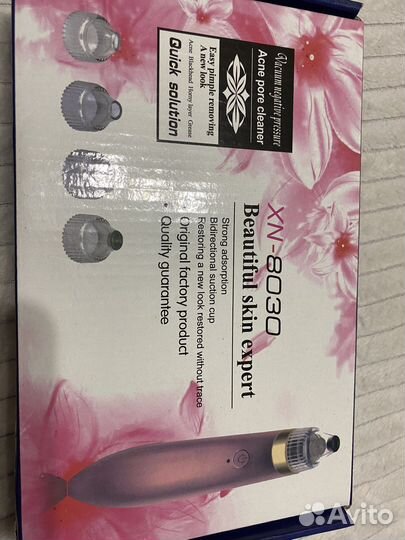 Vacuum negative pressure
Acne pore cleaner
Easy pimple removing
A new look
Acne Blackhead Horny layer Grease
Quick solution
XN-8030
Beautiful skin expert
Strong adsorption
Bidirectional suction cup
Restoring a new look restored without trace
Original factory product
• Quality guarantee
Avito